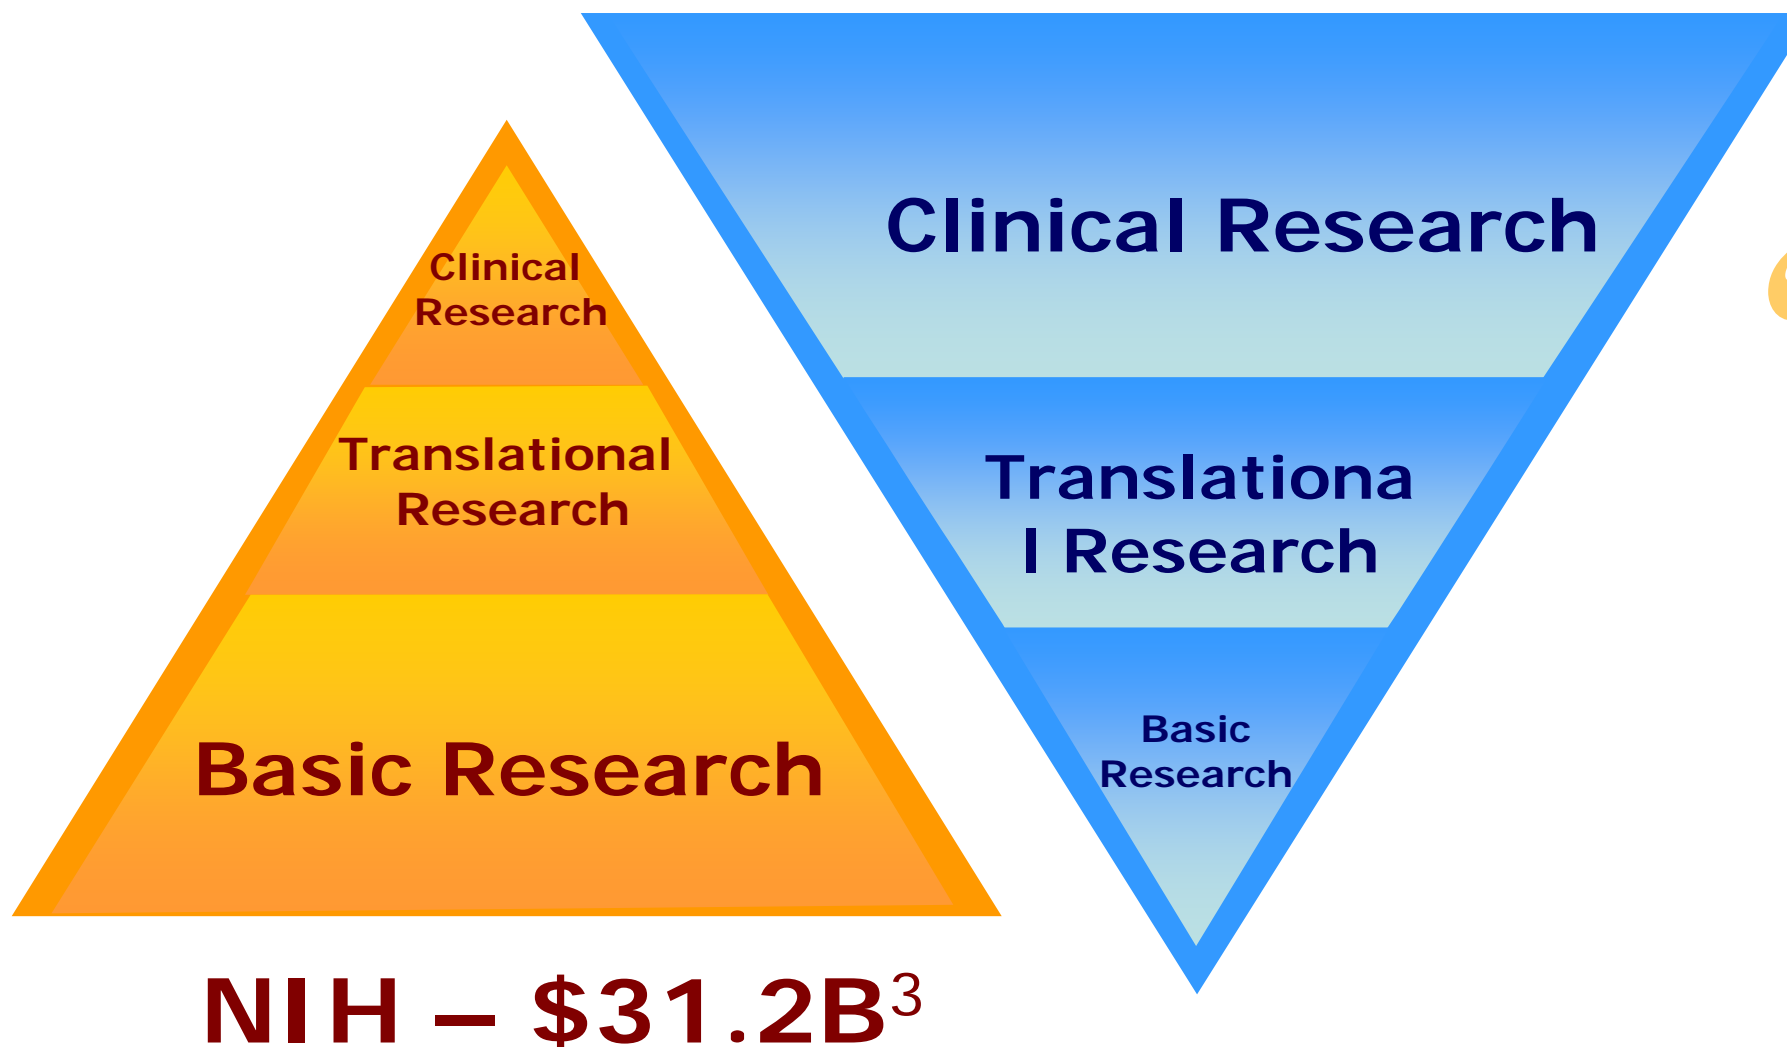 Clinical
Research
Translational
Research
Basic Research
NIH – $31.2B3
Clinical Research
Translationa
l Research
Basic
Research